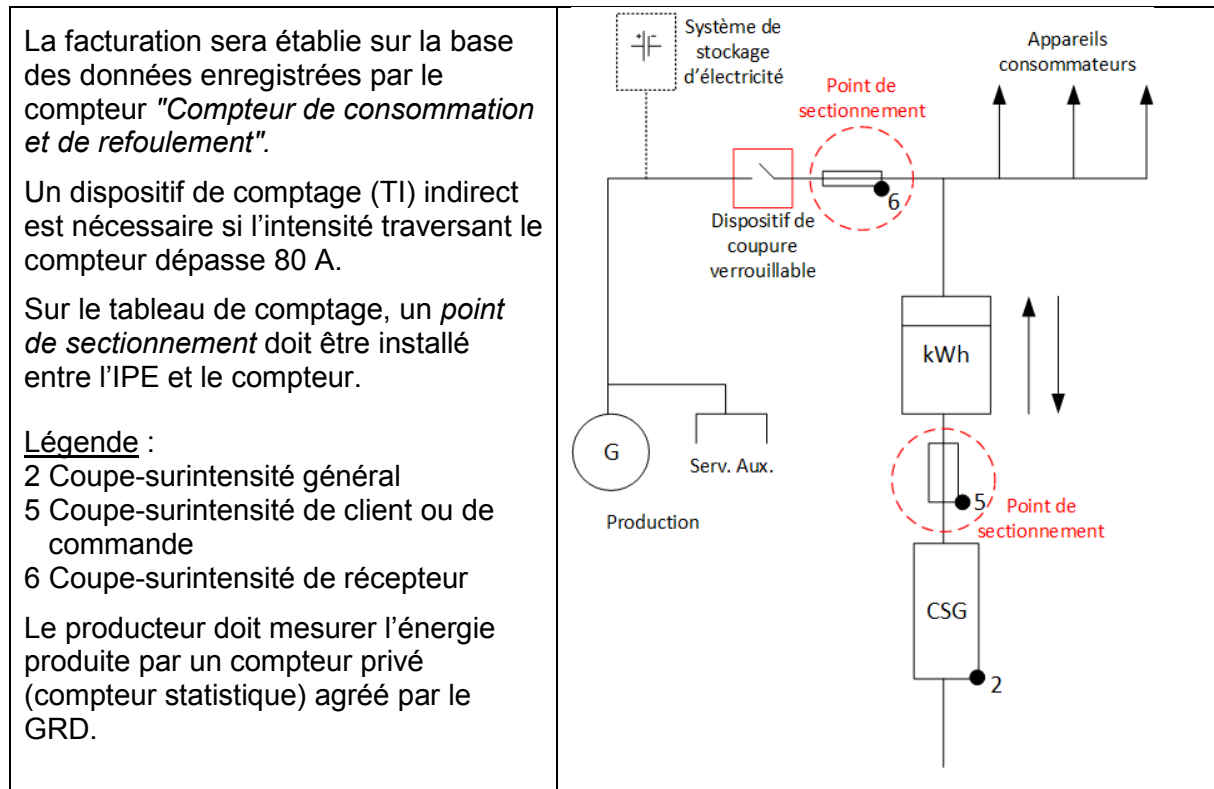 La facturation sera établie sur la base
des données enregistrées par le
compteur "Compteur de consommation
et de refoulement".
Un dispositif de comptage (TI) indirect
est nécessaire si l'intensité traversant le
compteur dépasse 80 A.
Sur le tableau de comptage, un point
de sectionnement doit être installé
entre l'IPE et le compteur.
Légende :
2 Coupe-surintensité général
5 Coupe-surintensité de client ou de
commande
6 Coupe-surintensité de récepteur
Le producteur doit mesurer l'énergie
produite par un compteur privé
(compteur statistique) agréé par le
GRD.
Système de
stockage
d'électricité
Appareils
consommateurs
Point de
sectionnement
6
Dispositif de
coupure
verrouillable
kWh
G
Serv. Aux.
Production
5
Point de
sectionnement
CSG
2